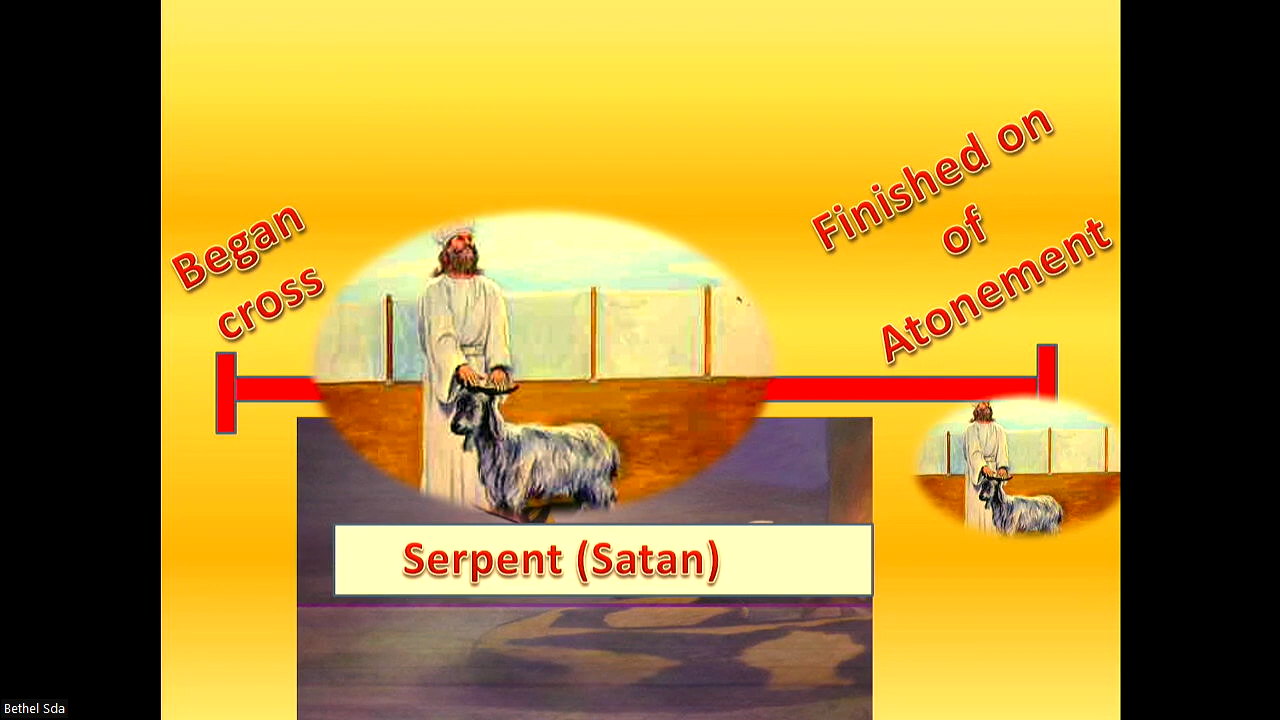 Began
cross
Finished on
of
Atonement
Serpent (Satan)
Bethel Sda